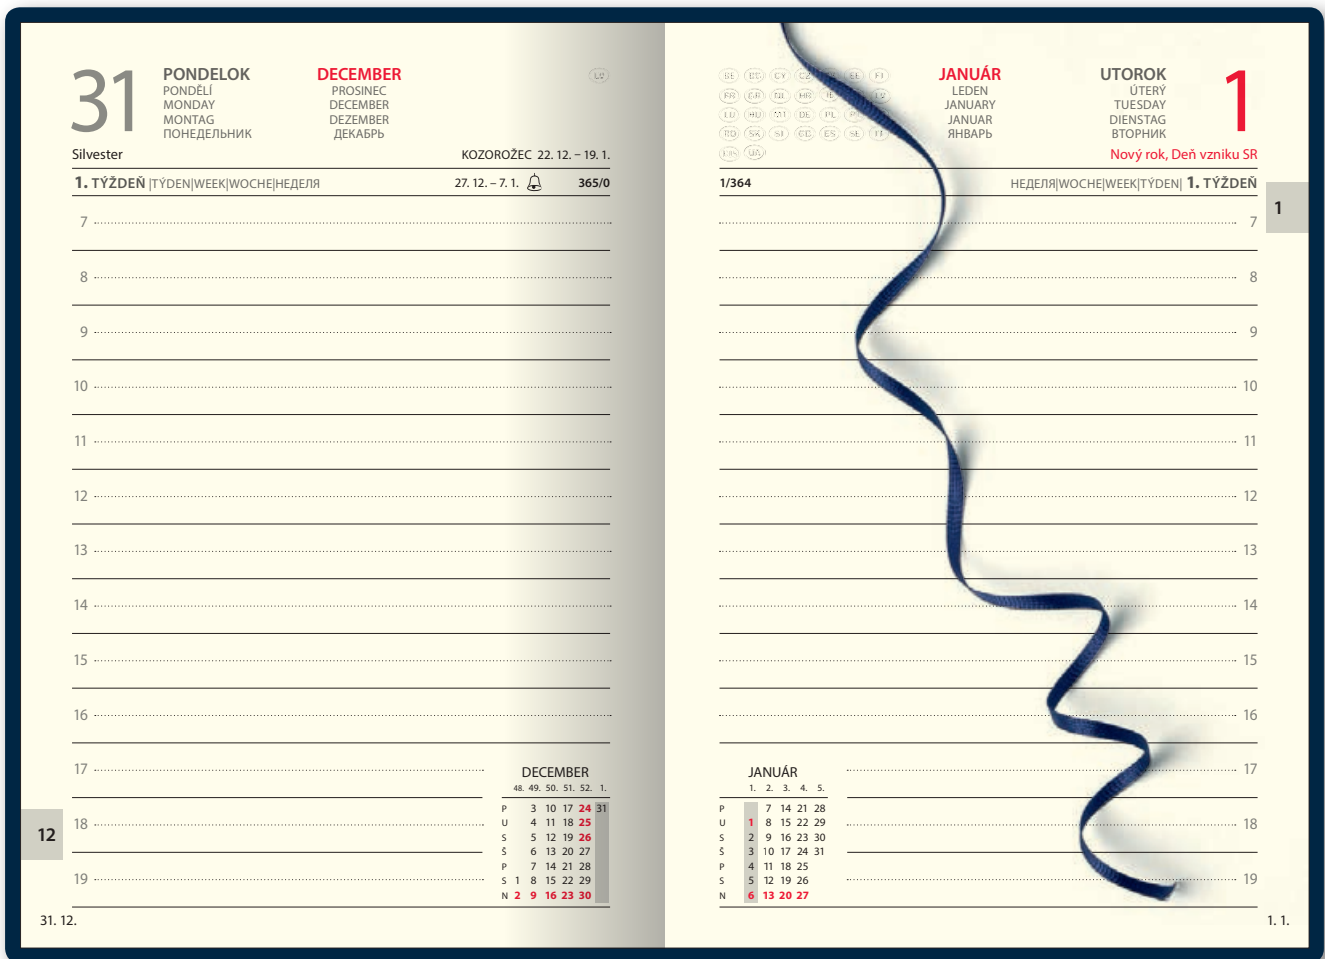 31
PONDELOK
PONDĚLÍ
MONDAY
MONTAG
ПОНЕДЕЛЬНИК
DECEMBER
PROSINEC
DECEMBER
DEZEMBER
ДЕКАБРЬ
Silvester
KOZOROŽEC 22. 12. – 19. 1.
1. TÝŽDEŇ |TÝDEN|WEEK|WOCHE|НЕДЕЛЯ
27. 12. – 7. 1.
365/0
7
8
9
10
11
12
13
14
15
16
17
18
19
12
DECEMBER
48. 49. 50. 51. 52. 1.
P 3 10 17 24 31
U 4 11 18 25
S 5 12 19 26
Š 6 13 20 27
P 7 14 21 28
S 1 8 15 22 29
N 2 9 16 23 30
31. 12.
JANUÁR
LEDEN
JANUARY
JANUAR
ЯНВАРЬ
UTOROK
ÚTERÝ
TUESDAY
DIENSTAG
ВТОРНИК
1
Nový rok, Deň vzniku SR
1/364
НЕДЕЛЯ|WOCHE|WEEK|TÝDEN| 1. TÝŽDEŇ
1
7
8
9
10
11
12
13
14
15
16
17
18
19
JANUÁR
1. 2. 3. 4. 5.
P 7 14 21 28
U 1 8 15 22 29
S 2 9 16 23 30
Š 3 10 17 24 31
P 4 11 18 25
S 5 12 19 26
N 6 13 20 27
1. 1.